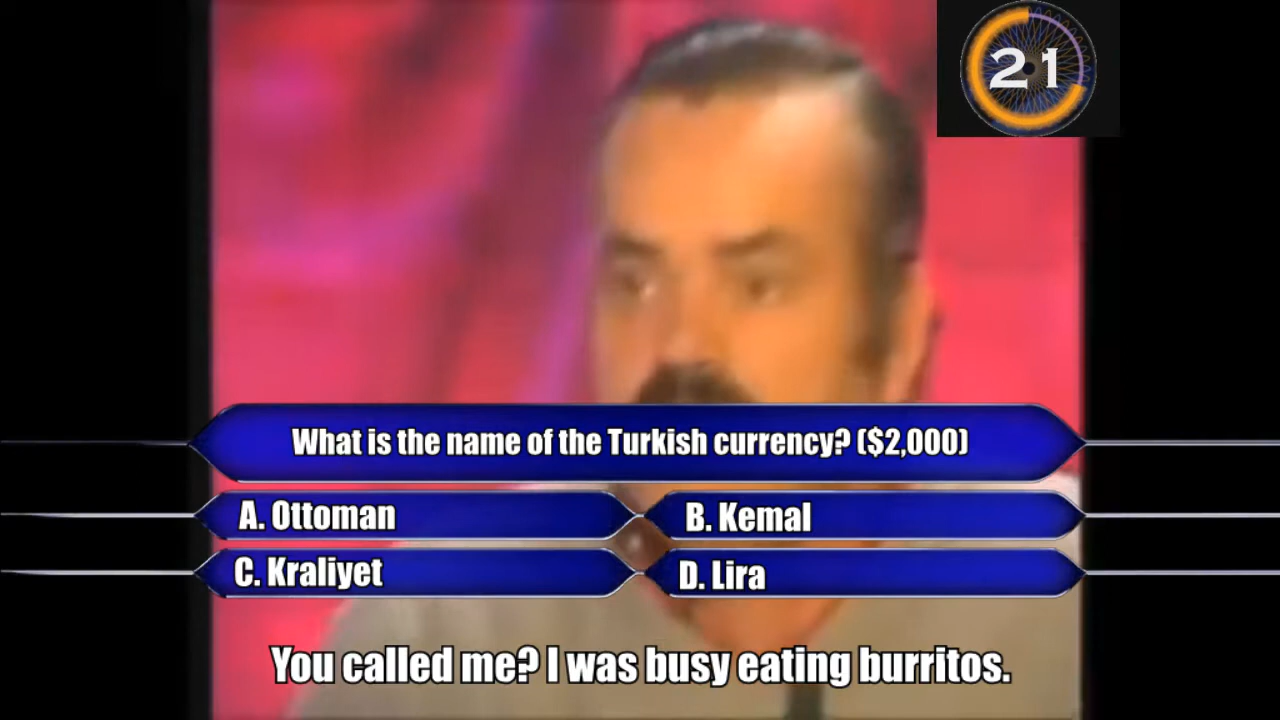 21
What is the name of the Turkish currency? ($2,000)
A. Ottoman
B. Kemal
C. Kraliyet
D. Lira
You called me? I was busy eating burritos.